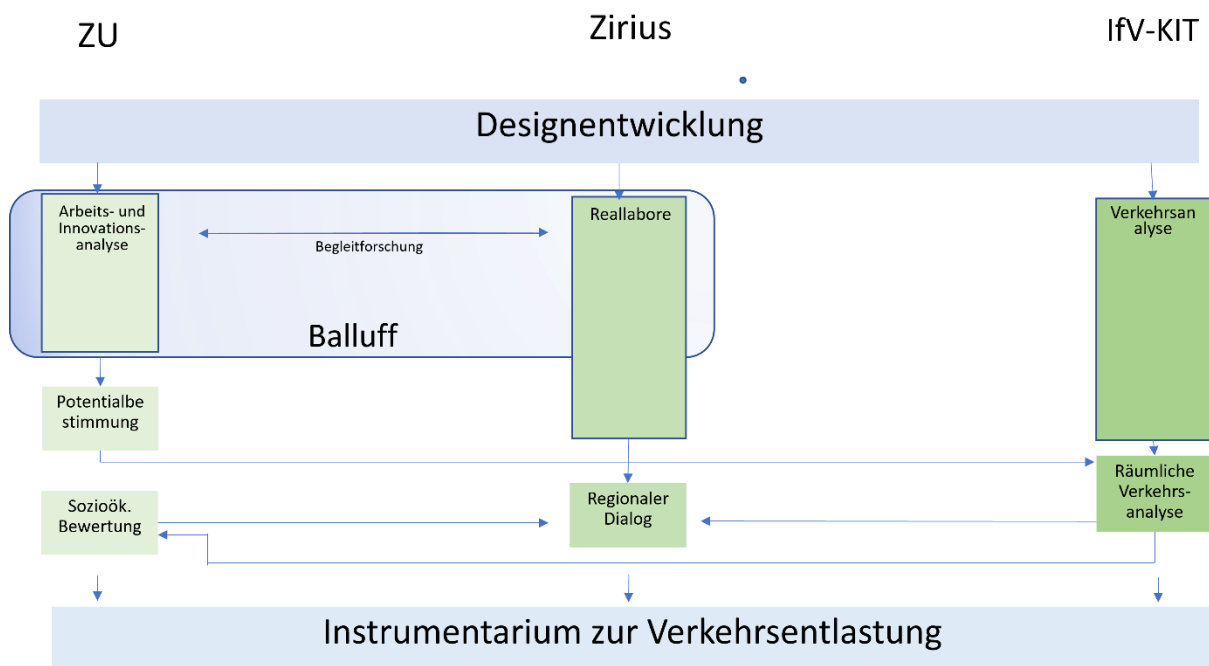 ZU
Zirius
IfV-KIT
Designentwicklung
Arbeits- und
Innovations-
analyse
Begleitforschung
Reallabore
Verkehrsan
alyse
Balluff
Potentialbe
stimmung
Räumliche
Verkehrs-
analyse
Sozioök.
Bewertung
Regionaler
Dialog
Instrumentarium zur Verkehrsentlastung